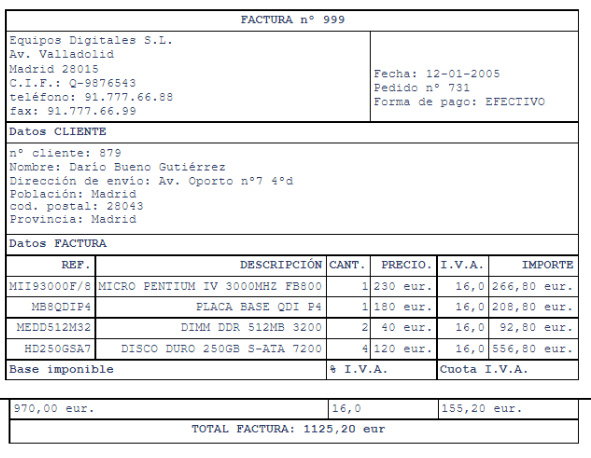 FACTURA nº 999
Equipos Digitales S.L.
Av. Valladolid
Madrid 28015
C.I.F.: Q-9876543
teléfono: 91.777.66.88
fax: 91.777.66.99
Fecha: 12-01-2005
Pedido nº 731
Forma de pago: EFECTIVO
Datos CLIENTE
nº cliente: 879
Nombre: Darío Bueno Gutiérrez
Dirección de envío: Av. Oporto nº7 4ºd
Población: Madrid
cod. postal: 28043
Provincia: Madrid
Datos FACTURA
REF. DESCRIPCIÓN CANT. PRECIO. I.V.A. IMPORTE
MII93000F/8 MICRO PENTIUM IV 3000MHZ FB800 1 230 eur. 16,0 266,80 eur.
MB8QDIP4 PLACA BASE QDI P4 1 180 eur. 16,0 208,80 eur.
MEDD512M32 DIMM DDR 512MB 3200 2 40 eur. 16,0 92,80 eur.
HD250GSA7 DISCO DURO 250GB S-ATA 7200 4 120 eur. 16,0 556,80 eur.
Base imponible % I.V.A. Cuota I.V.A.
970,00 eur. 16,0 155,20 eur.
TOTAL FACTURA: 1125,20 eur